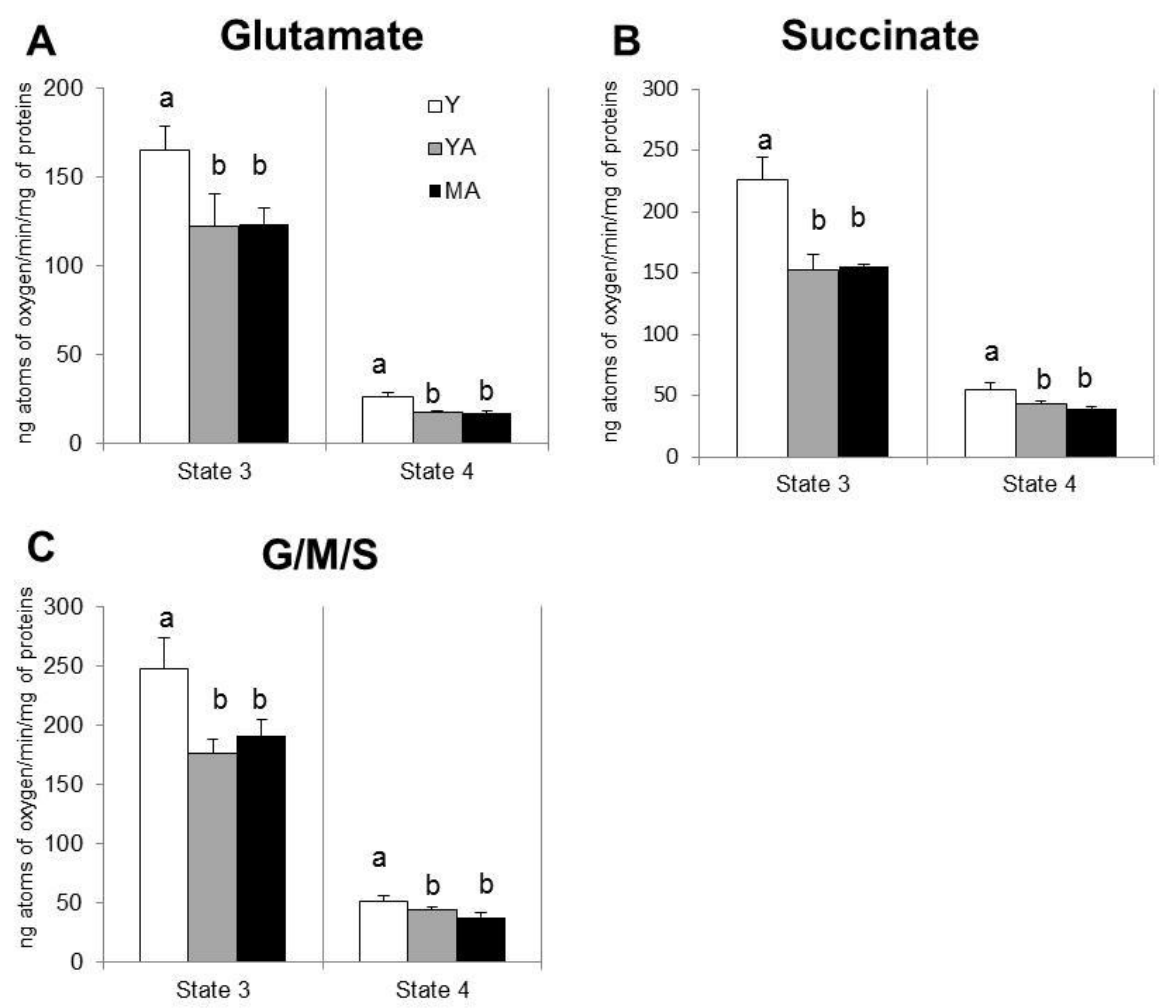 A
Glutamate
ng atoms of oxygen/min/mg of proteins
200
150
100
50
0
a
b
b
a
b
b
Y
YA
MA
State 3
State 4
B
Succinate
ng atoms of oxygen/min/mg of proteins
300
250
200
150
100
50
0
a
b
b
a
b
b
State 3
State 4
C
G/M/S
ng atoms of oxygen/min/mg of proteins
300
250
200
150
100
50
0
a
b
b
a
b
b
State 3
State 4